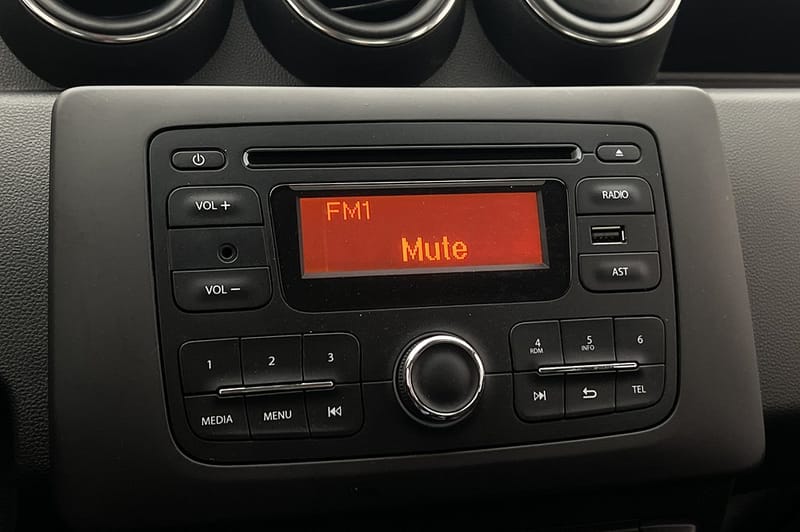 VOL +
RADIO
FM1
Mute
VOL −
AST
1 2 3
4 RDM 5 INFO 6
MEDIA MENU
TEL